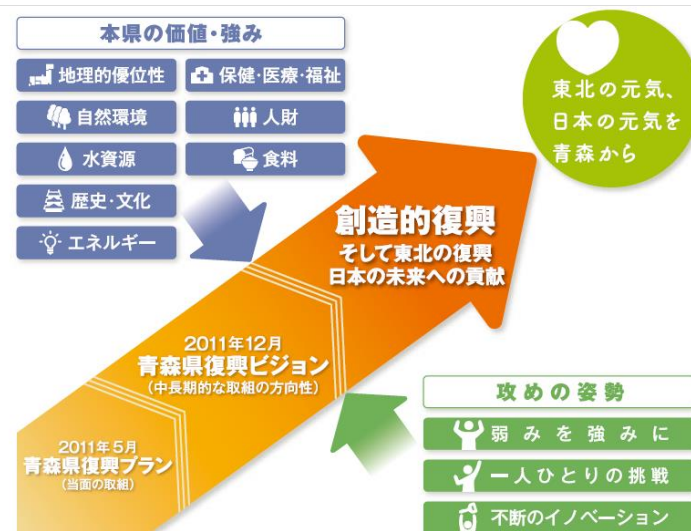 本県の価値・強み
地理的優位性
保健・医療・福祉
自然環境
人財
水資源
食料
歴史・文化
エネルギー
東北の元気、
日本の元気を
青森から
創造的復興
そして東北の復興
日本の未来への貢献
2011年12月
青森県復興ビジョン
(中長期的な取組の方向性)
2011年5月
青森県復興プラン
(当面の取組)
攻めの姿勢
弱みを強みに
一人ひとりの挑戦
不断のイノベーション